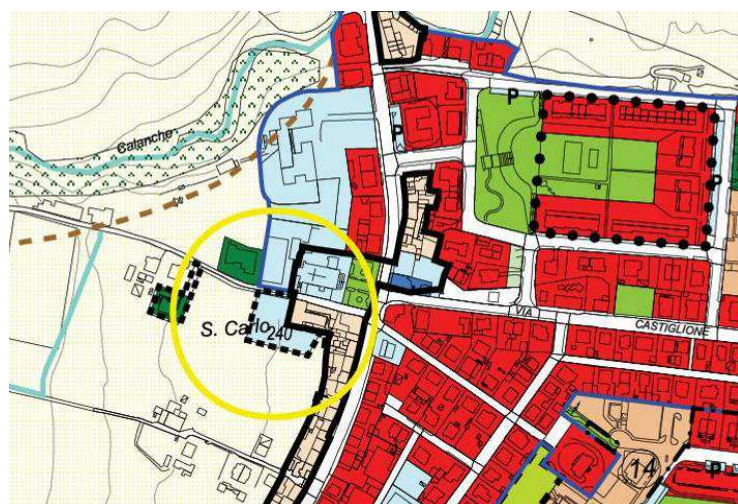 Calanche
P
P
P
S. Carlo
240
VIA
CASTIGLIONE
14
P